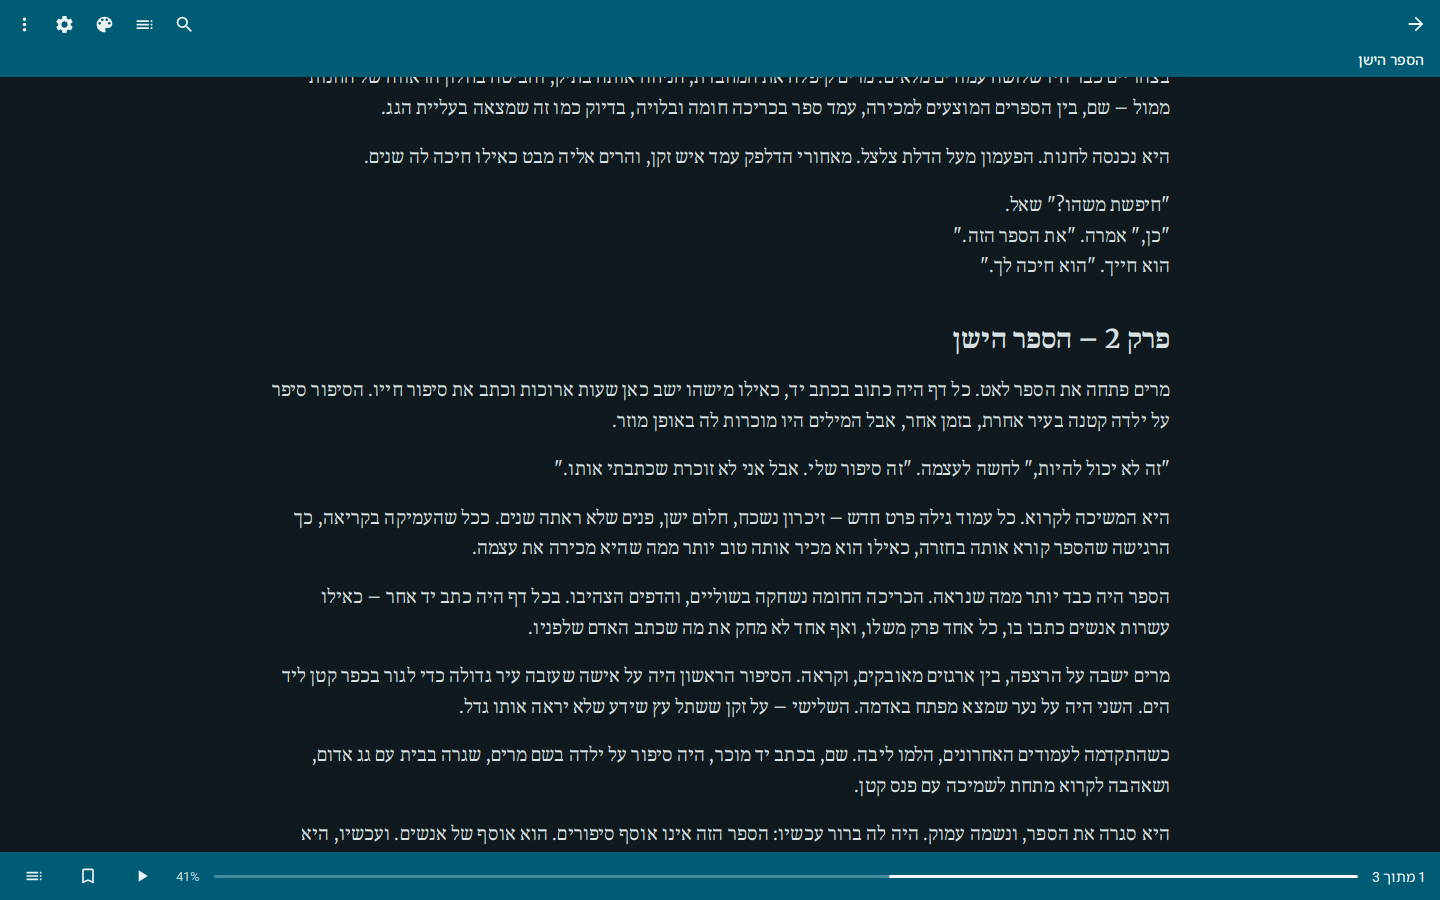 הספר הישן
ממול – שם, בין הספרים המוצעים למכירה, עמד ספר בכריכה חומה ובלויה, בדיוק כמו זה שמצאה בעליית הגג.
היא נכנסה לחנות. הפעמון מעל הדלת צלצל. מאחורי הדלפק עמד איש זקן, והרים אליה מבט כאילו חיכה לה שנים.
"חיפשת משהו?" שאל.
"כן," אמרה. "את הספר הזה."
הוא חייך. "הוא חיכה לך."
פרק 2 – הספר הישן
מרים פתחה את הספר לאט. כל דף היה כתוב בכתב יד, כאילו מישהו ישב כאן שעות ארוכות וכתב את סיפור חייו. הסיפור סיפר
על ילדה קטנה בעיר אחרת, בזמן אחר, אבל המילים היו מוכרות לה באופן מוזר.
"זה לא יכול להיות," לחשה לעצמה. "זה סיפור שלי. אבל אני לא זוכרת שכתבתי אותו."
היא המשיכה לקרוא. כל עמוד גילה פרט חדש – זיכרון נשכח, חלום ישן, פנים שלא ראתה שנים. ככל שהעמיקה בקריאה, כך
הרגישה שהספר קורא אותה בחזרה, כאילו הוא מכיר אותה טוב יותר ממה שהיא מכירה את עצמה.
הספר היה כבד יותר ממה שנראה. הכריכה החומה נשחקה בשוליים, והדפים הצהיבו. בכל דף היה כתב יד אחר – כאילו
עשרות אנשים כתבו בו, כל אחד פרק משלו, ואף אחד לא מחק את מה שכתב האדם שלפניו.
מרים ישבה על הרצפה, בין ארגזים מאובקים, וקראה. הסיפור הראשון היה על אישה שעזבה עיר גדולה כדי לגור בכפר קטן ליד
הים. השני היה על נער שמצא מפתח באדמה. השלישי – על זקן ששתל עץ שידע שלא יראה אותו גדל.
כשהתקדמה לעמודים האחרונים, הלמו ליבה. שם, בכתב יד מוכר, היה סיפור על ילדה בשם מרים, שגרה בבית עם גג אדום,
ושאהבה לקרוא מתחת לשמיכה עם פנס קטן.
היא סגרה את הספר, ונשמה עמוק. היה לה ברור עכשיו: הספר הזה אינו אוסף סיפורים. הוא אוסף של אנשים. ועכשיו, היא
1 מתוך 3
41%